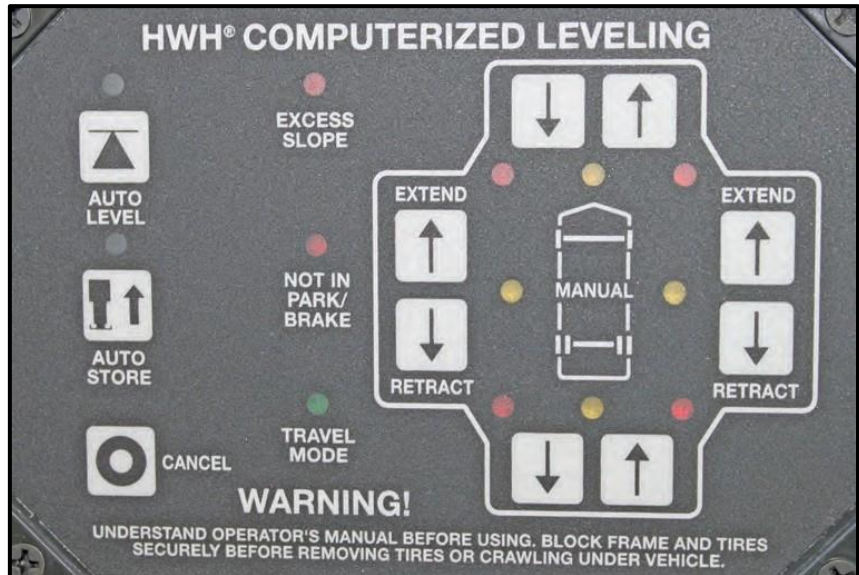 HWH® COMPUTERIZED LEVELING
AUTO
LEVEL
AUTO
STORE
CANCEL
EXCESS
SLOPE
NOT IN
PARK/
BRAKE
TRAVEL
MODE
EXTEND
RETRACT
MANUAL
EXTEND
RETRACT
WARNING!
UNDERSTAND OPERATOR'S MANUAL BEFORE USING. BLOCK FRAME AND TIRES
SECURELY BEFORE REMOVING TIRES OR CRAWLING UNDER VEHICLE.